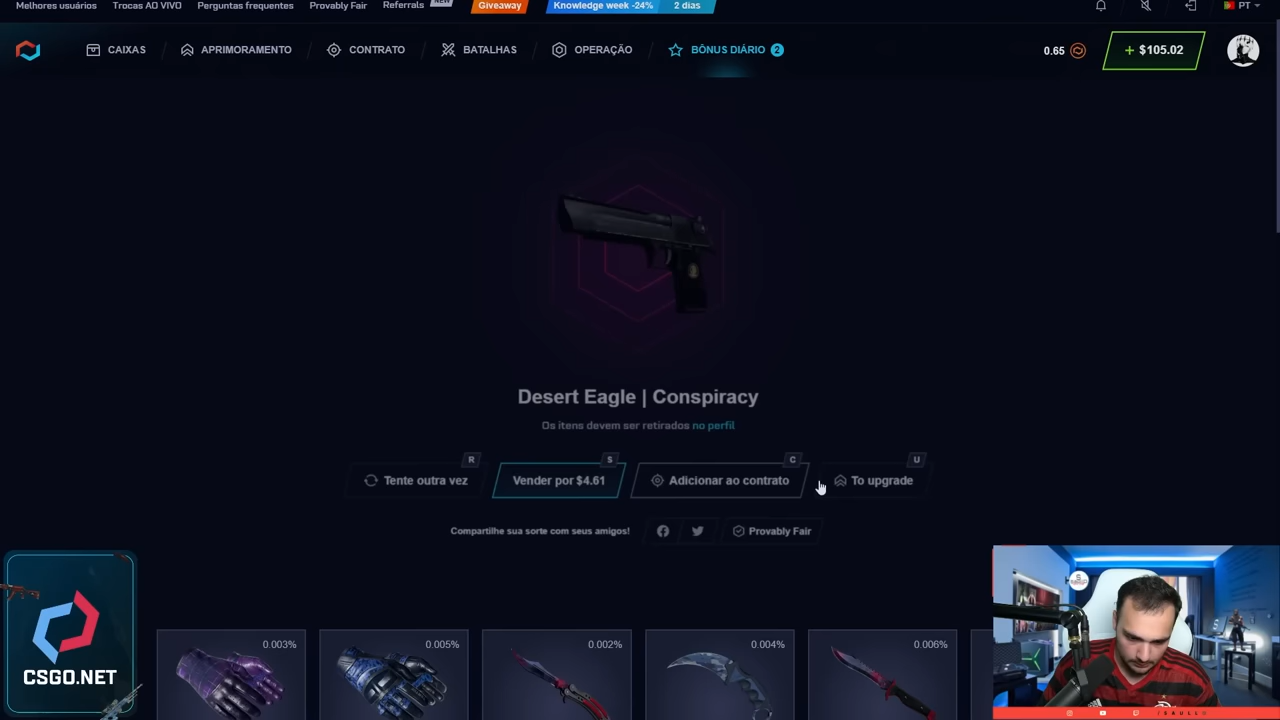 Melhores usuários Trocas AO VIVO Perguntas frequentes Provably Fair Referrals NEW Giveaway Knowledge week -24% 2 dias PT
CAIXAS APRIMORAMENTO CONTRATO BATALHAS OPERAÇÃO BÔNUS DIÁRIO 2 0.65 + $105.02
Desert Eagle | Conspiracy
Os itens devem ser retirados no perfil
R S C U
Tente outra vez Vender por $4.61 Adicionar ao contrato To upgrade
Compartilhe sua sorte com seus amigos! Provably Fair
0.003% 0.005% 0.002% 0.004% 0.006%
CSGO.NET